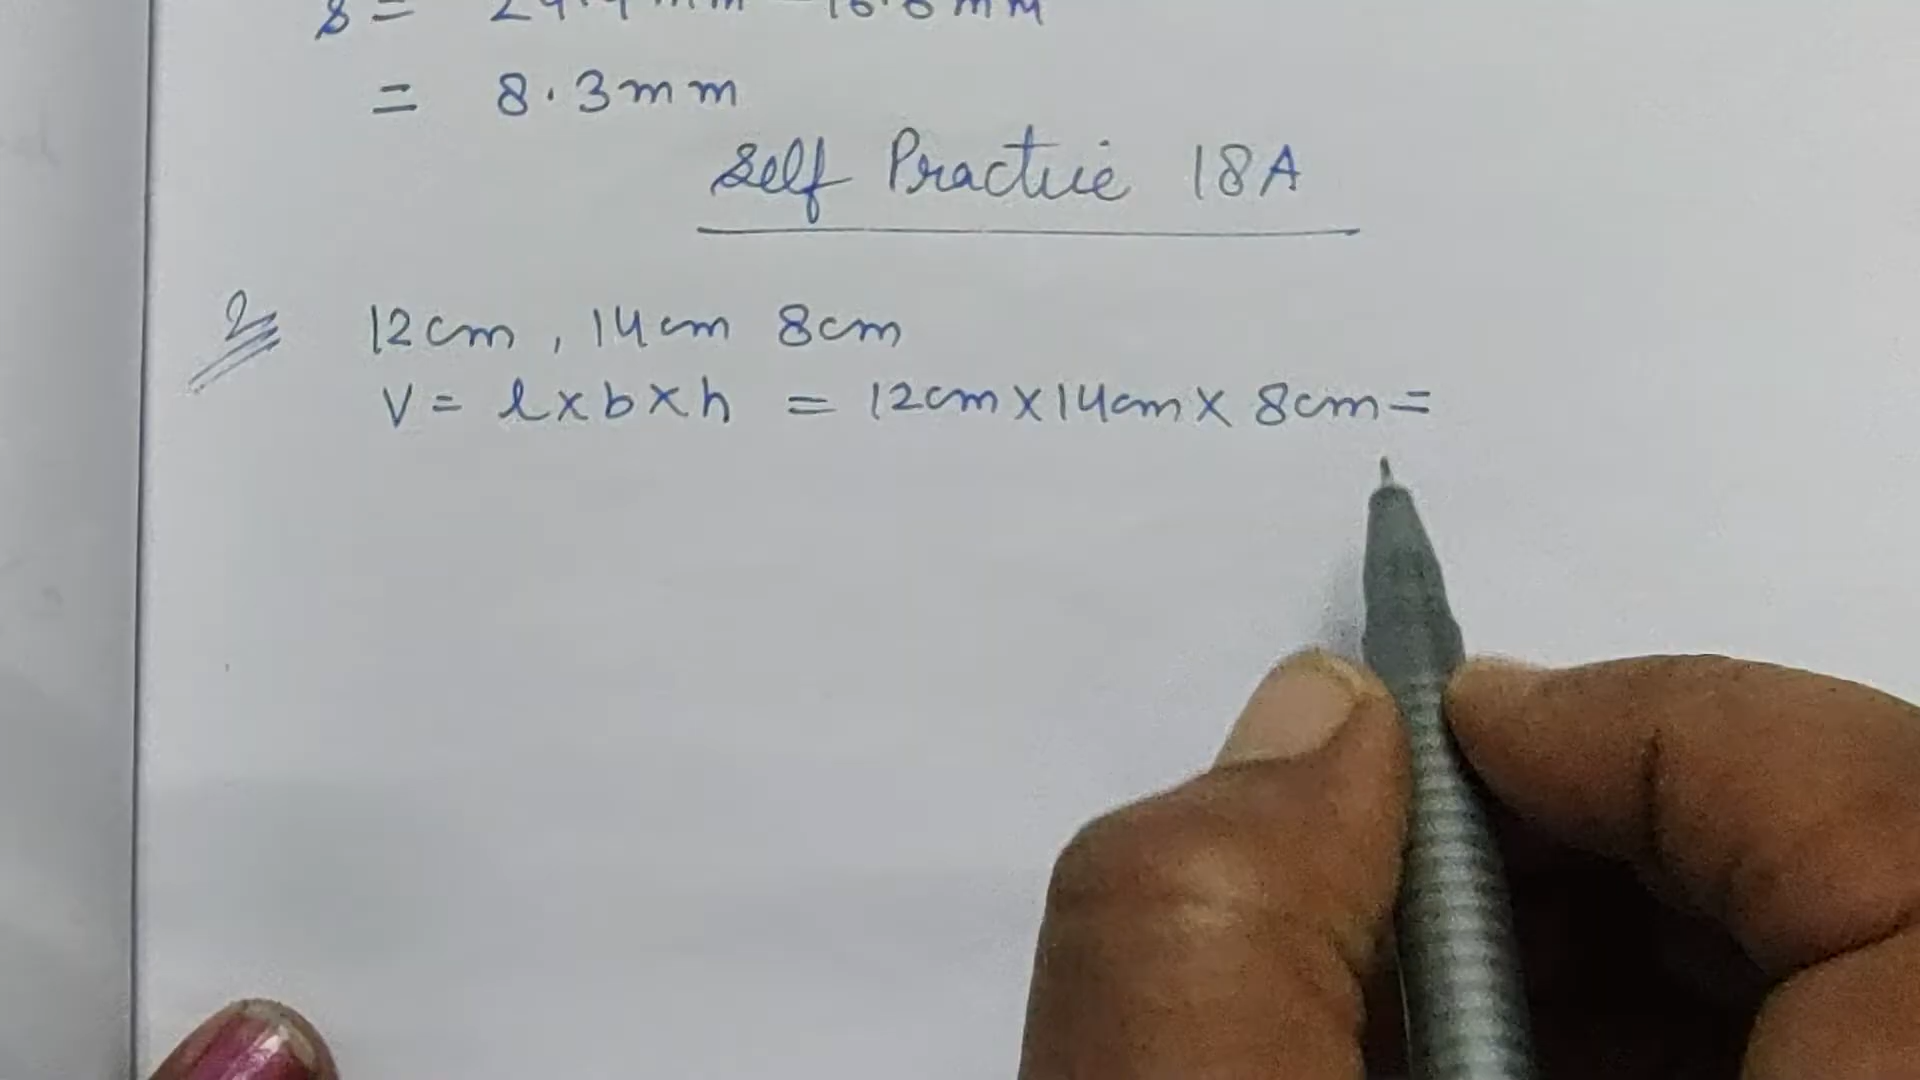 = 8.3mm
Self Practice 18A
2 12cm, 14cm 8cm
V = l×b×h = 12cm×14cm×8cm=